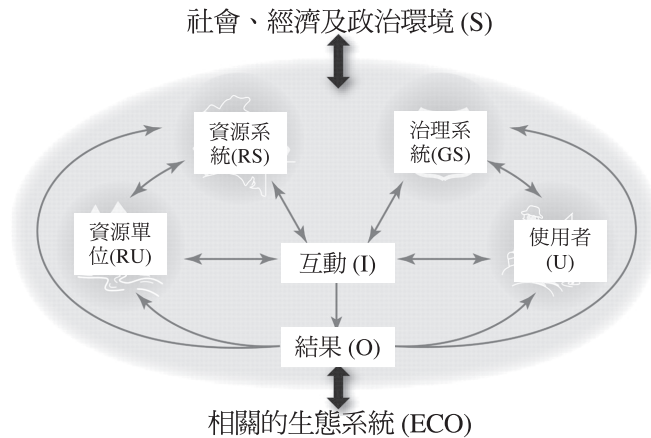 社會、經濟及政治環境 (S)
資源系
統(RS)
治理系
統(GS)
資源單
位(RU)
互動 (I)
使用者
(U)
結果 (O)
相關的生態系統 (ECO)